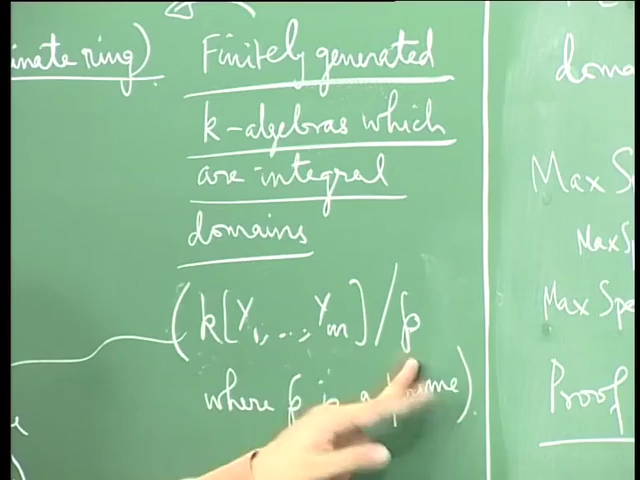 inate ring)
Finitely generated
k-algebras which
are integral
domains
(k[Y₁,...,Yₘ]/𝔭
where 𝔭 is a prime).
doma
Max S
Max S
Max Spe
Proof